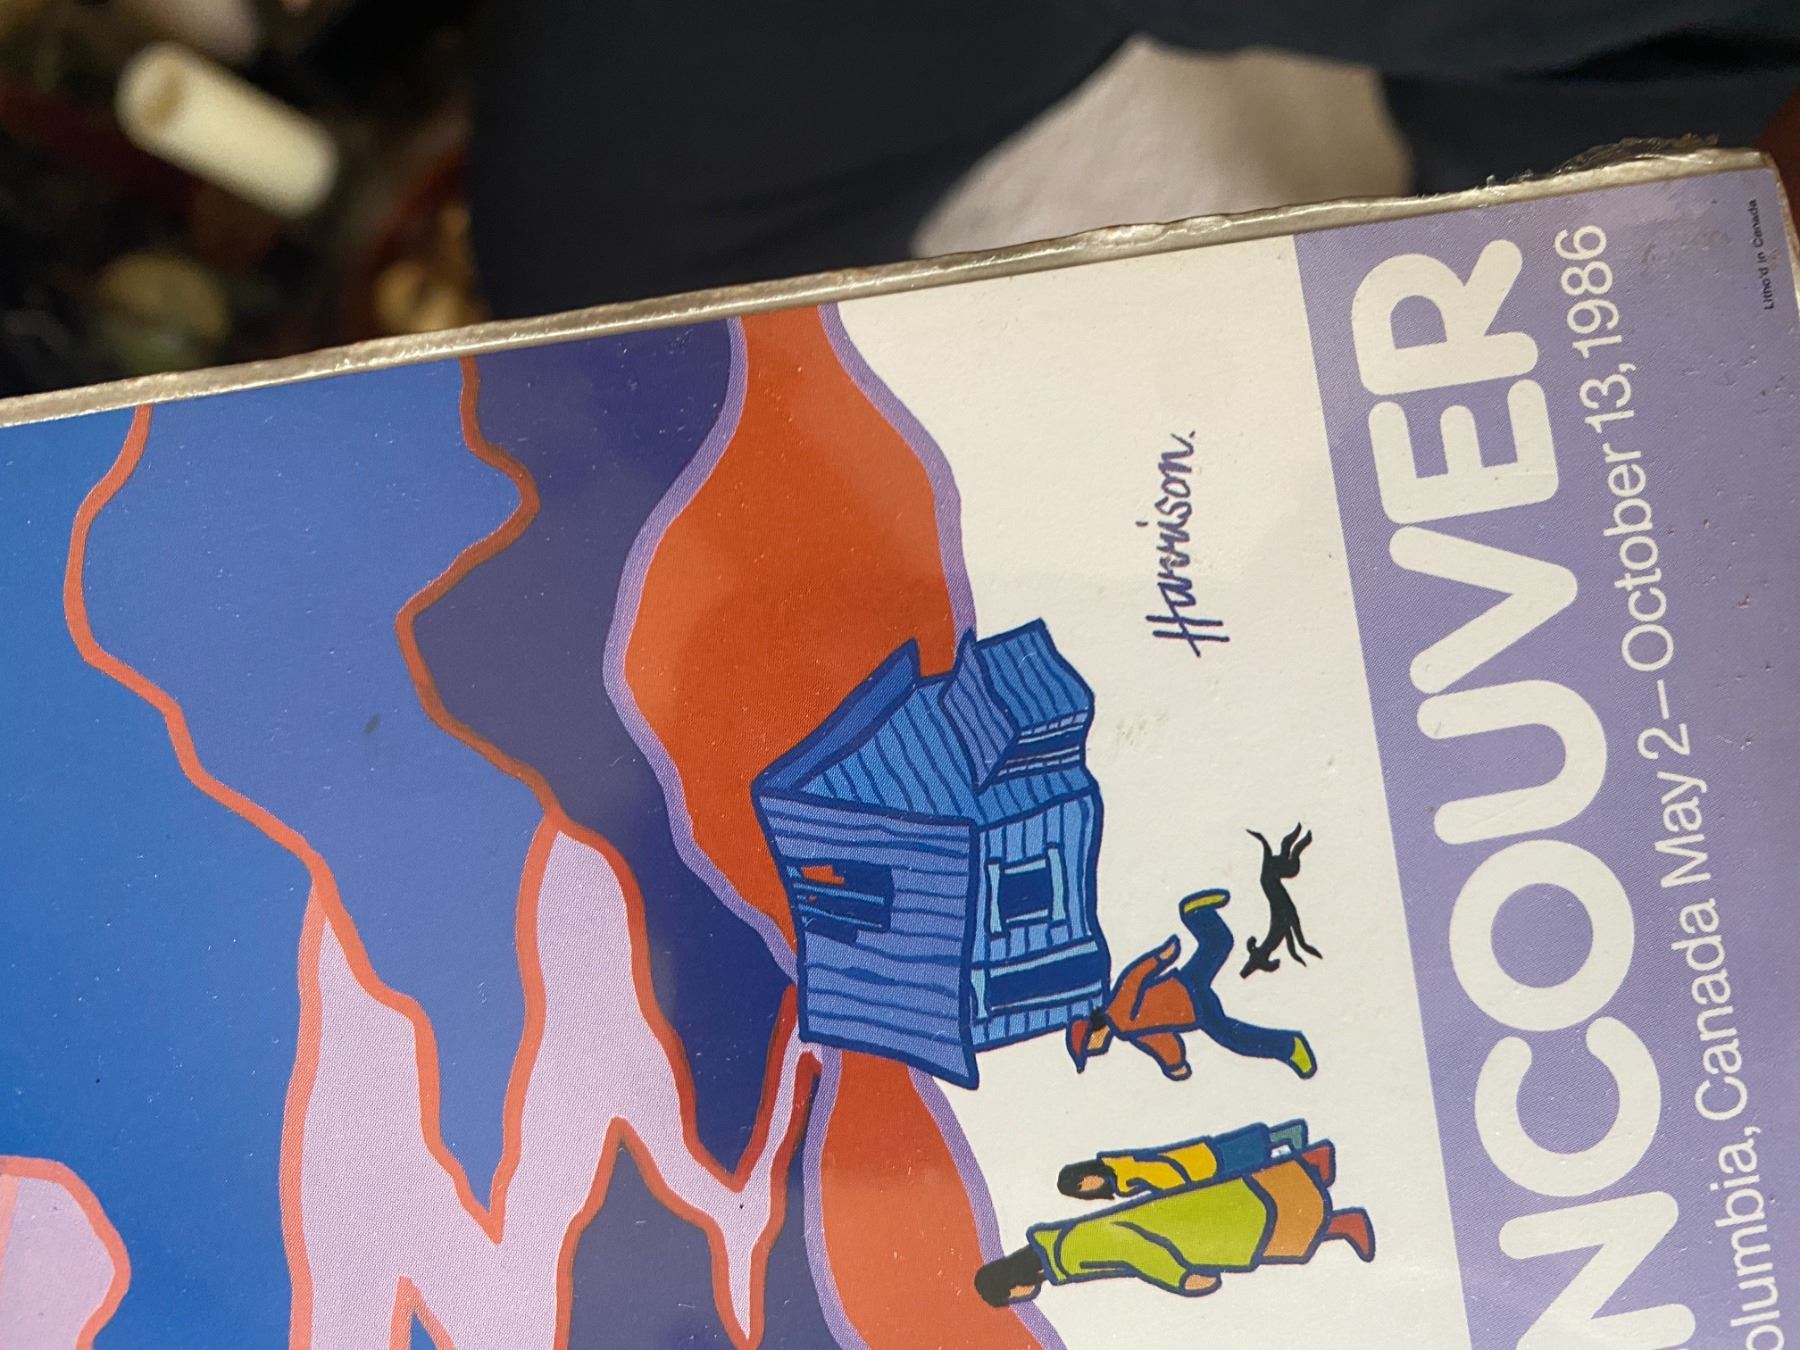 Harrison.
NCOUVER
olumbia, Canada May 2–October 13, 1986
Litho'd in Canada